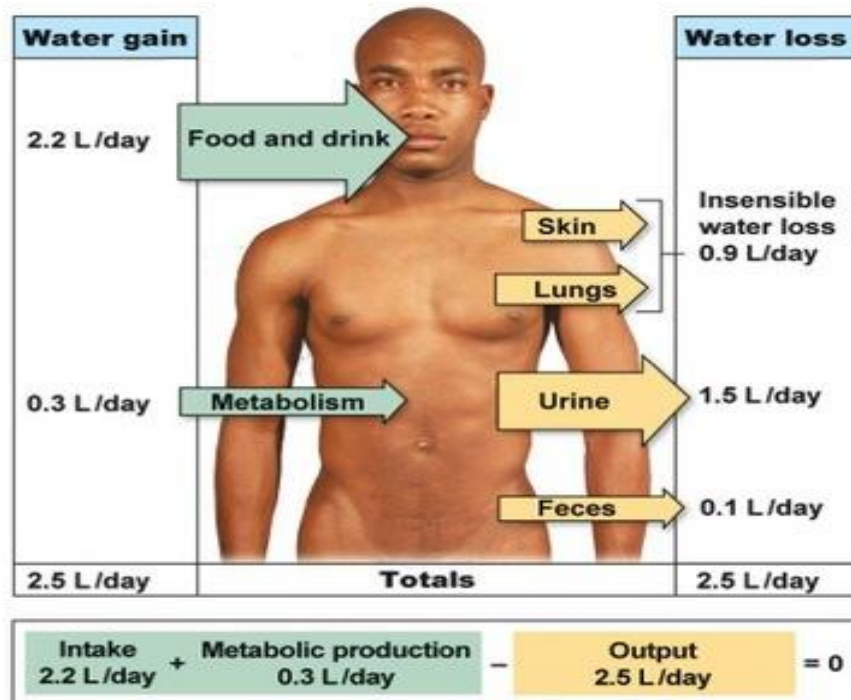 Water gain
Water loss
2.2 L/day
Food and drink
Skin
Insensible
water loss
0.9 L/day
Lungs
0.3 L/day
Metabolism
Urine
1.5 L/day
Feces
0.1 L/day
2.5 L/day
Totals
2.5 L/day
Intake
2.2 L/day
+
Metabolic production
0.3 L/day
–
Output
2.5 L/day
= 0